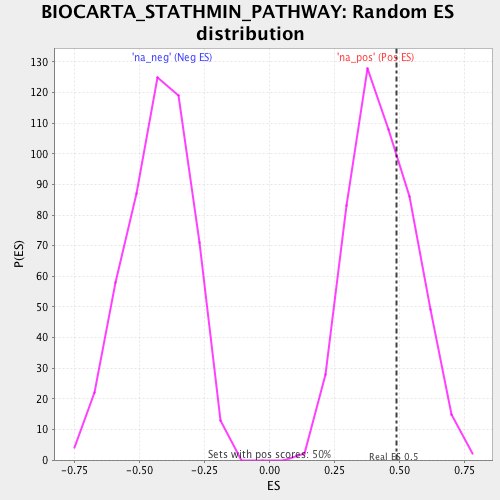 BIOCARTA_STATHMIN_PATHWAY: Random ES
distribution
'na_neg' (Neg ES)
'na_pos' (Pos ES)
130
120
110
100
90
80
70
60
50
40
30
20
10
0
P(ES)
Sets with pos scores: 50%
Real ES 0.5
-0.75 -0.50 -0.25 0.00 0.25 0.50 0.75
ES